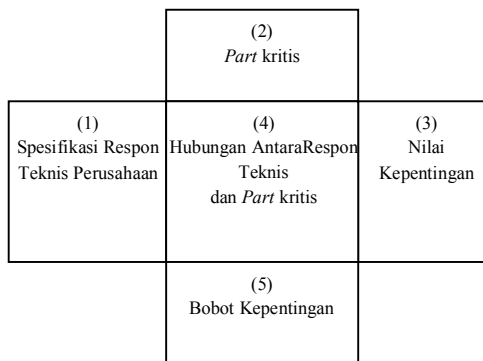 (2)
Part kritis
(1)
Spesifikasi Respon
Teknis Perusahaan
(4)
Hubungan AntaraRespon
Teknis
dan Part kritis
(3)
Nilai
Kepentingan
(5)
Bobot Kepentingan